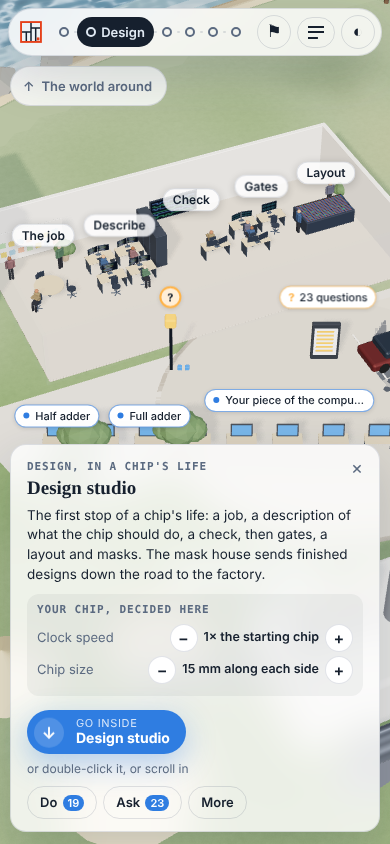 Design
↑ The world around
Layout
Gates
Check
Describe
The job
?
? 23 questions
Your piece of the compu...
Half adder
Full adder
DESIGN, IN A CHIP'S LIFE
Design studio
The first stop of a chip's life: a job, a description of
what the chip should do, a check, then gates, a
layout and masks. The mask house sends finished
designs down the road to the factory.
YOUR CHIP, DECIDED HERE
Clock speed − 1× the starting chip +
Chip size − 15 mm along each side +
GO INSIDE
Design studio
or double-click it, or scroll in
Do 19 Ask 23 More